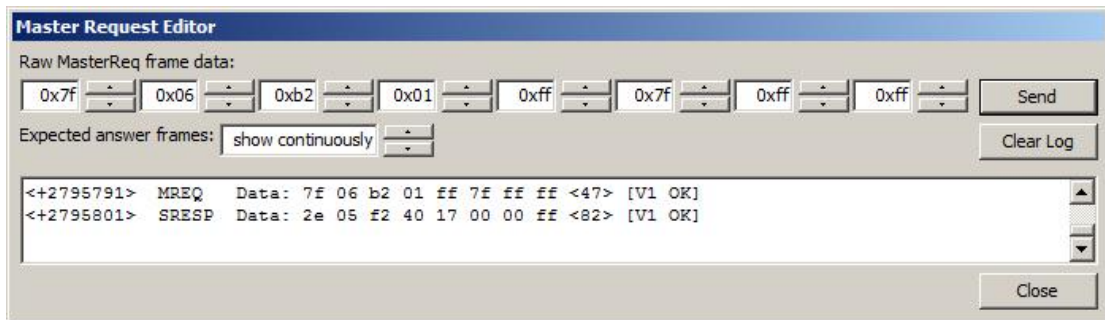 Master Request Editor
Raw MasterReq frame data:
0x7f 0x06 0xb2 0x01 0xff 0x7f 0xff 0xff Send
Expected answer frames: show continuously Clear Log
<+2795791> MREQ Data: 7f 06 b2 01 ff 7f ff ff <47> [V1 OK]
<+2795801> SRESP Data: 2e 05 f2 40 17 00 00 ff <82> [V1 OK]
Close